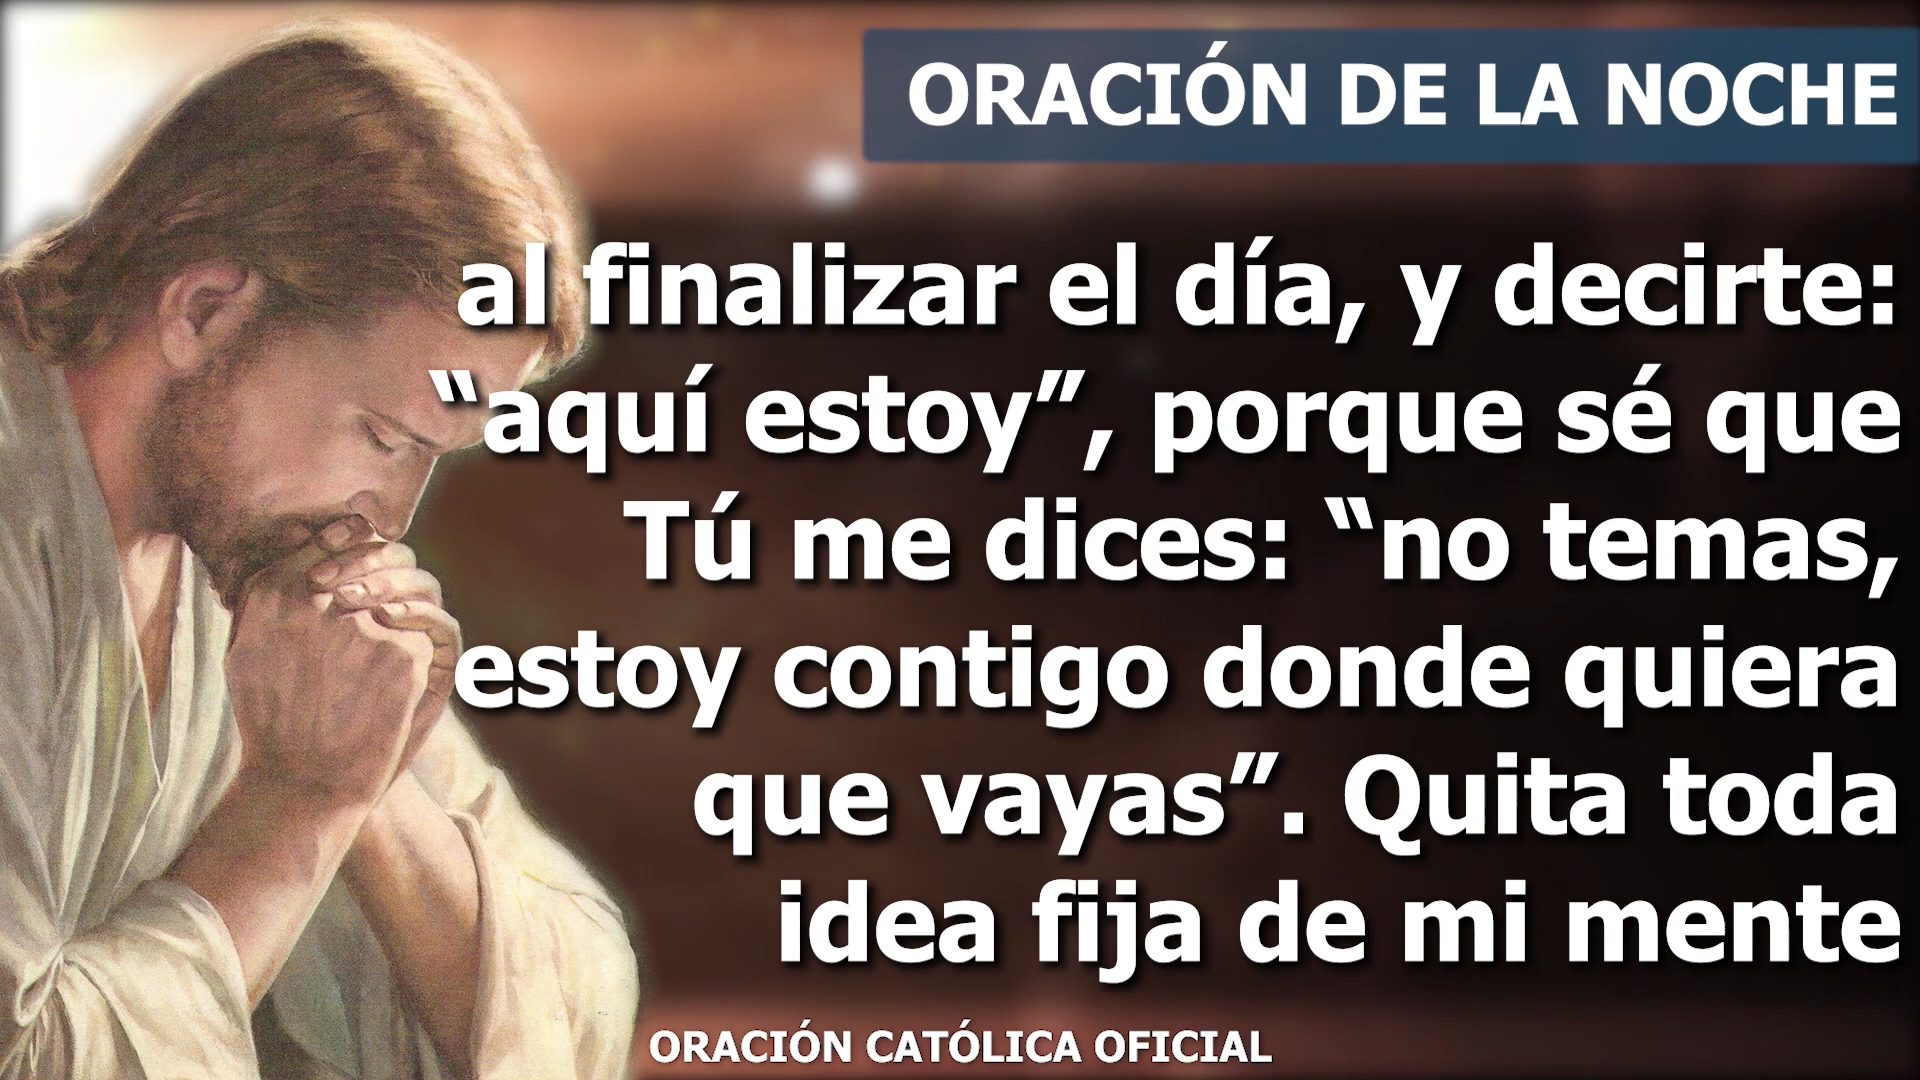 ORACIÓN DE LA NOCHE
al finalizar el día, y decirte:
“aquí estoy”, porque sé que
Tú me dices: “no temas,
estoy contigo donde quiera
que vayas”. Quita toda
idea fija de mi mente
ORACIÓN CATÓLICA OFICIAL